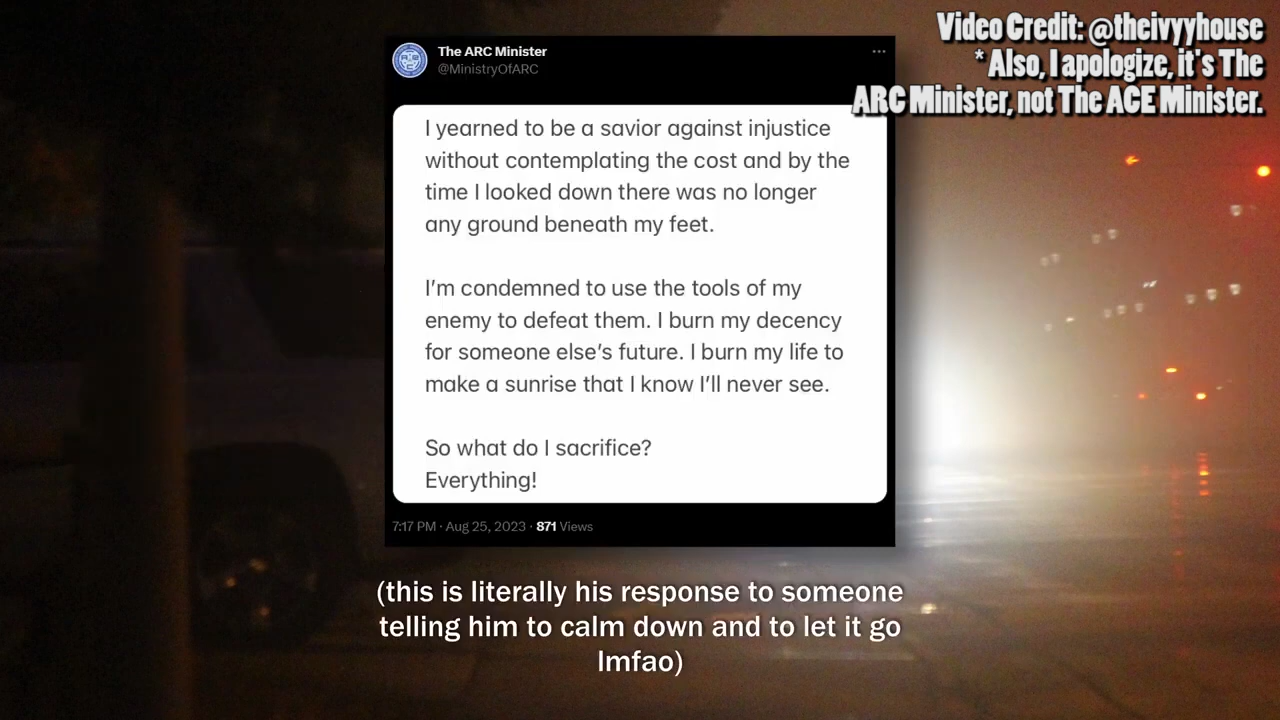 Video Credit: @theivyyhouse
* Also, I apologize, it's The
ARC Minister, not The ACE Minister.
The ARC Minister
@MinistryOfARC
I yearned to be a savior against injustice
without contemplating the cost and by the
time I looked down there was no longer
any ground beneath my feet.
I'm condemned to use the tools of my
enemy to defeat them. I burn my decency
for someone else's future. I burn my life to
make a sunrise that I know I'll never see.
So what do I sacrifice?
Everything!
7:17 PM · Aug 25, 2023 · 871 Views
(this is literally his response to someone
telling him to calm down and to let it go
lmfao)